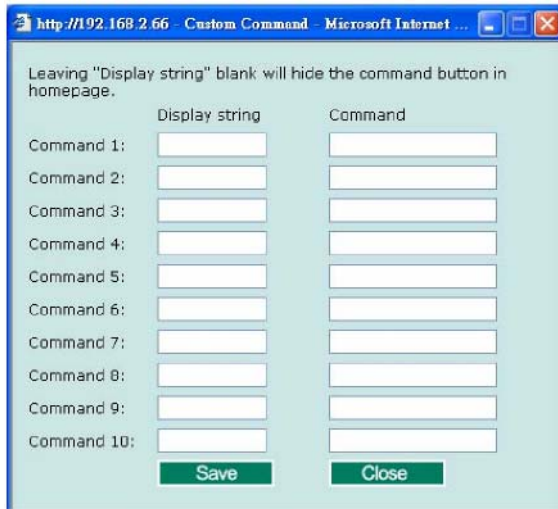 http://192.168.2.66 - Custom Command - Microsoft Internet ...
Leaving "Display string" blank will hide the command button in
homepage.
Display string Command
Command 1:
Command 2:
Command 3:
Command 4:
Command 5:
Command 6:
Command 7:
Command 8:
Command 9:
Command 10:
Save Close